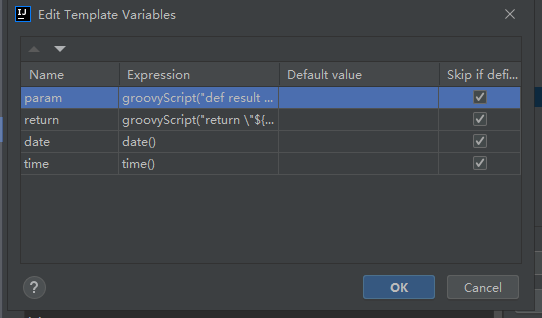 IJ Edit Template Variables
Name Expression Default value Skip if defi...
param groovyScript("def result ...
return groovyScript("return \"${...
date date()
time time()
? OK Cancel